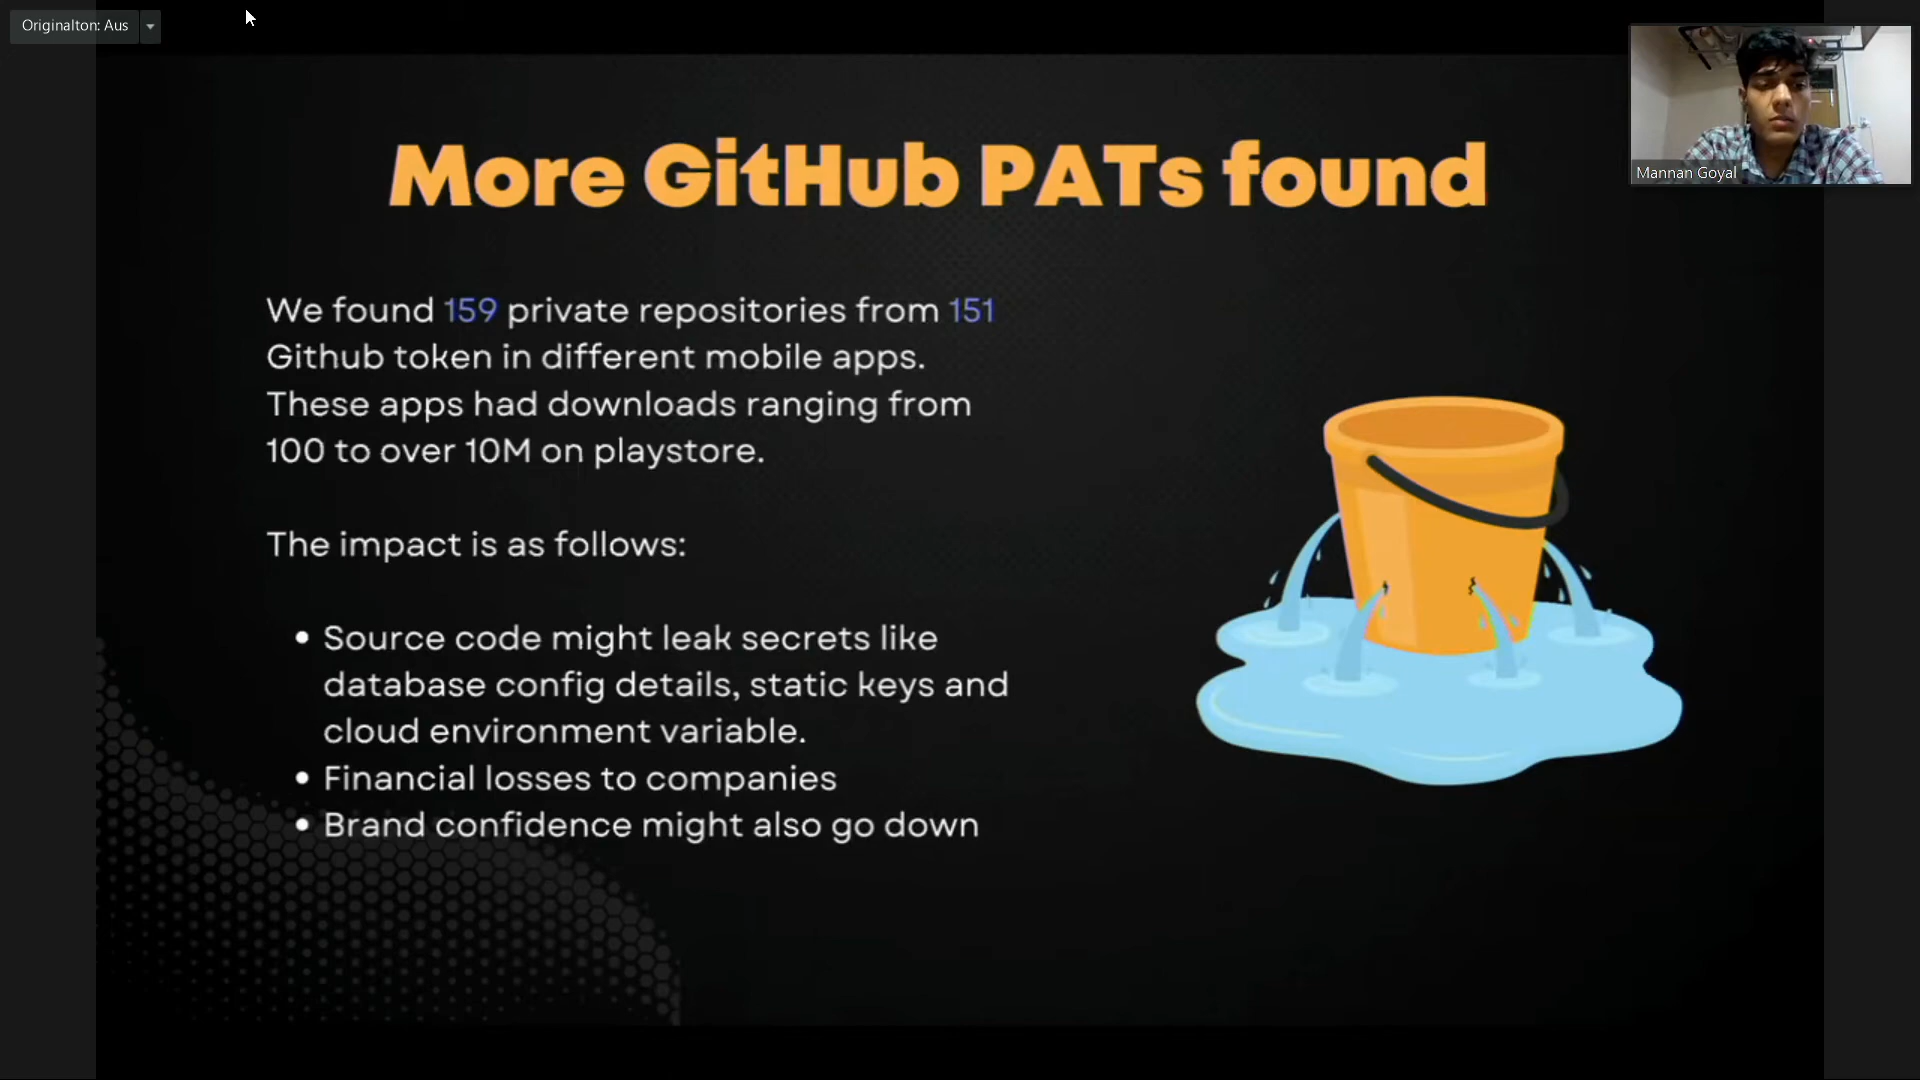 Originalton: Aus
Mannan Goyal
More GitHub PATs found
We found 159 private repositories from 151
Github token in different mobile apps.
These apps had downloads ranging from
100 to over 10M on playstore.
The impact is as follows:
• Source code might leak secrets like
database config details, static keys and
cloud environment variable.
• Financial losses to companies
• Brand confidence might also go down